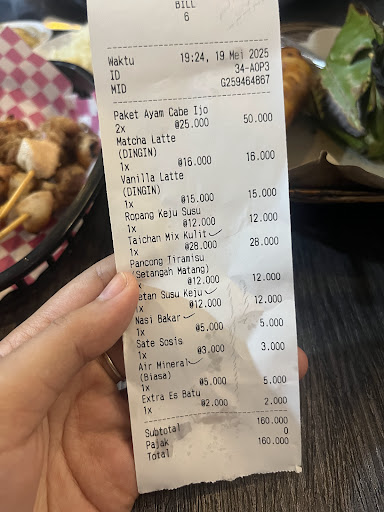 BILL
6
Waktu 19:24, 19 Mei 2025
ID 34-A0P3
MID G259464867
Paket Ayam Cabe Ijo
2x @25.000 50.000
Matcha Latte
(DINGIN)
1x @16.000 16.000
Vanilla Latte
(DINGIN)
1x @15.000 15.000
Ropang Keju Susu
1x @12.000 12.000
Taichan Mix Kulit
1x @28.000 28.000
Pancong Tiramisu
(Setangah Matang)
1x @12.000 12.000
etan Susu Keju
1x @12.000 12.000
Nasi Bakar
1x @5.000 5.000
Sate Sosis
1x @3.000 3.000
Air Mineral
(Biasa)
1x @5.000 5.000
Extra Es Batu
1x @2.000 2.000
Subtotal 160.000
Pajak 0
Total 160.000